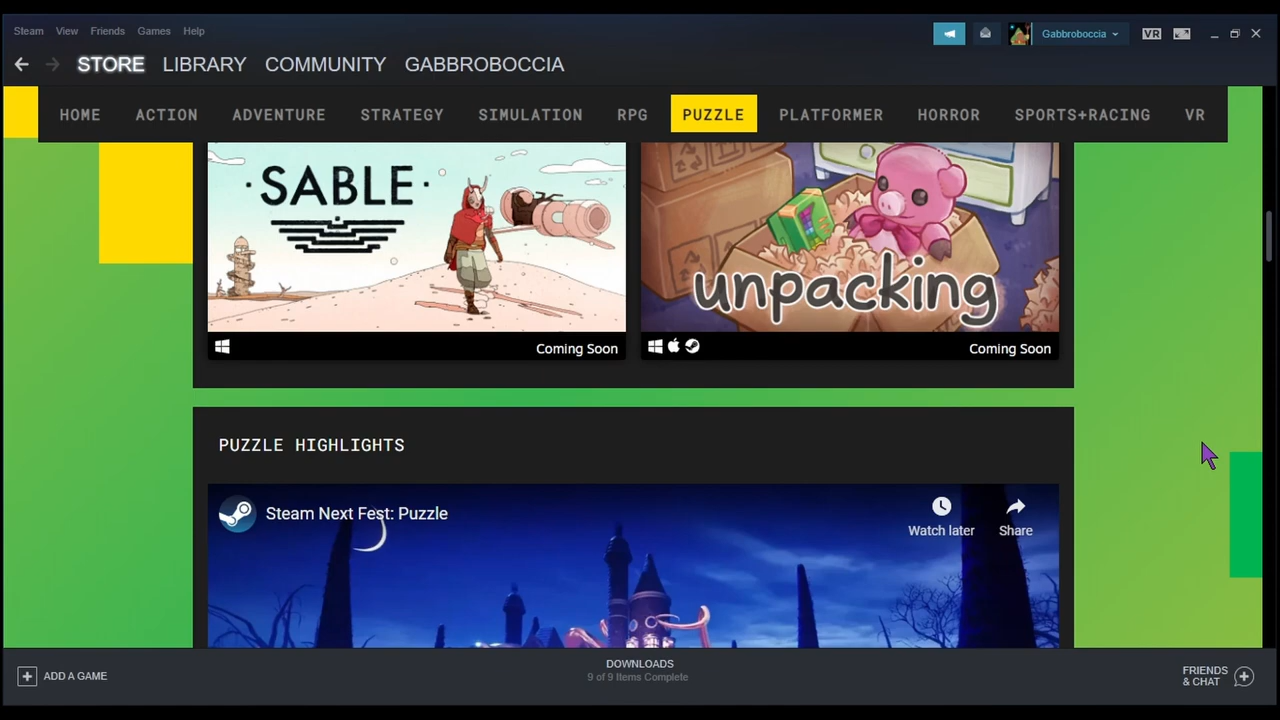 Steam View Friends Games Help
Gabbroboccia
VR
STORE LIBRARY COMMUNITY GABBROBOCCIA
HOME ACTION ADVENTURE STRATEGY SIMULATION RPG PUZZLE PLATFORMER HORROR SPORTS+RACING VR
· SABLE ·
unpacking
Coming Soon
Coming Soon
PUZZLE HIGHLIGHTS
Steam Next Fest: Puzzle
Watch later
Share
ADD A GAME
DOWNLOADS
9 of 9 Items Complete
FRIENDS
& CHAT